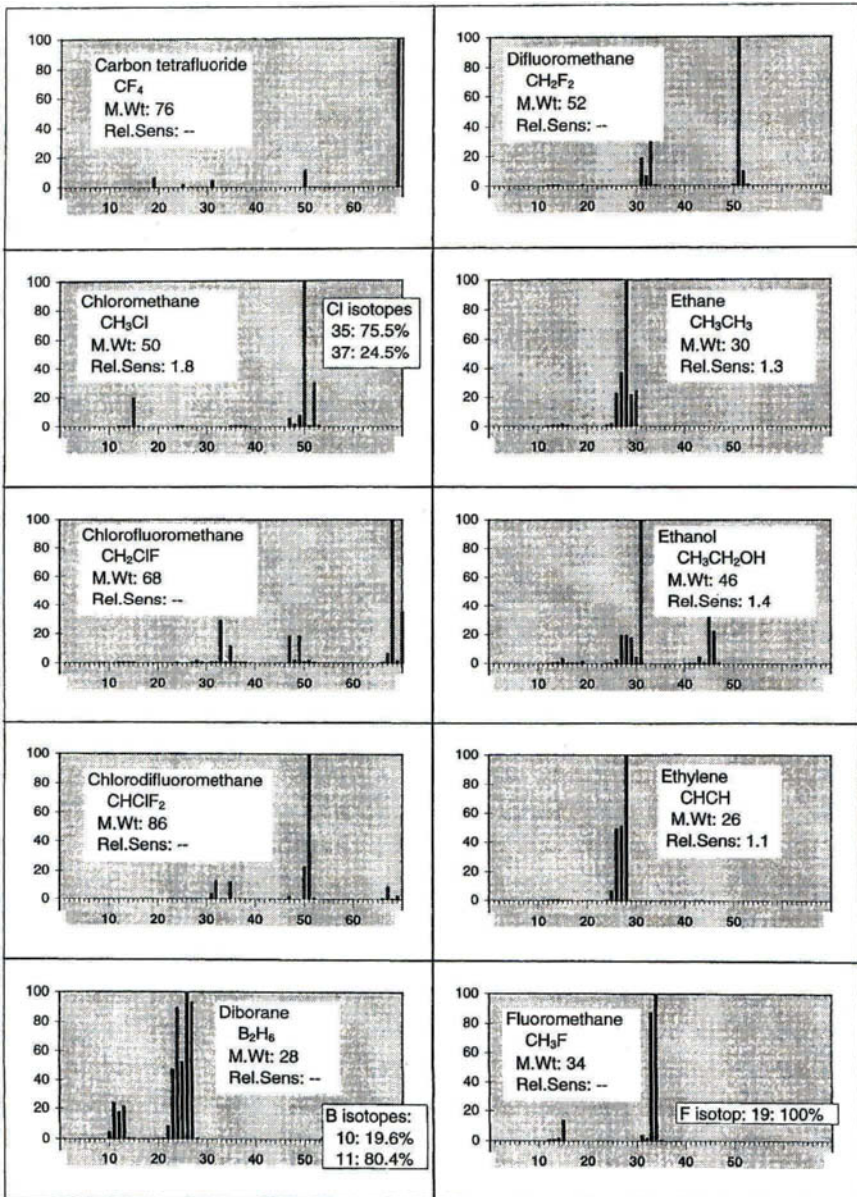 100
80
60
40
20
0
Carbon tetrafluoride
CF₄
M.Wt: 76
Rel.Sens: --
10 20 30 40 50 60
100
80
60
40
20
0
Difluoromethane
CH₂F₂
M.Wt: 52
Rel.Sens: --
10 20 30 40 50
100
80
60
40
20
0
Chloromethane
CH₃Cl
M.Wt: 50
Rel.Sens: 1.8
Cl isotopes
35: 75.5%
37: 24.5%
10 20 30 40 50 60
100
80
60
40
20
0
Ethane
CH₃CH₃
M.Wt: 30
Rel.Sens: 1.3
10 20 30 40 50
100
80
60
40
20
0
Chlorofluoromethane
CH₂ClF
M.Wt: 68
Rel.Sens: --
10 20 30 40 50 60
100
80
60
40
20
0
Ethanol
CH₃CH₂OH
M.Wt: 46
Rel.Sens: 1.4
10 20 30 40 50
100
80
60
40
20
0
Chlorodifluoromethane
CHClF₂
M.Wt: 86
Rel.Sens: --
10 20 30 40 50 60
100
80
60
40
20
0
Ethylene
CHCH
M.Wt: 26
Rel.Sens: 1.1
10 20 30 40 50
100
80
60
40
20
0
Diborane
B₂H₆
M.Wt: 28
Rel.Sens: --
B isotopes:
10: 19.6%
11: 80.4%
10 20 30 40 50
100
80
60
40
20
0
Fluoromethane
CH₃F
M.Wt: 34
Rel.Sens: --
F isotop: 19: 100%
10 20 30 40 50